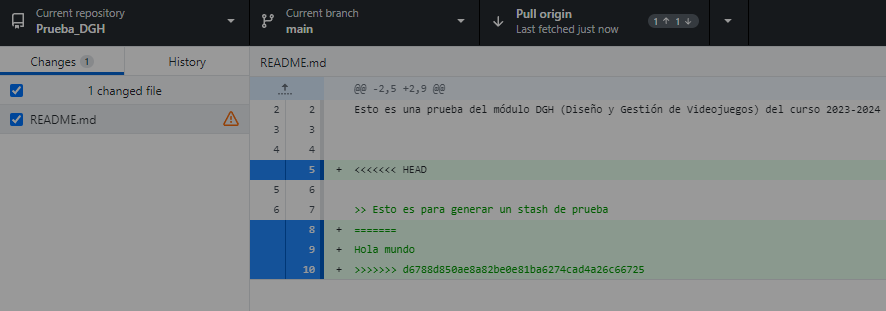 Current repository
Prueba_DGH
Current branch
main
Pull origin
Last fetched just now
1 ↑ 1 ↓
Changes 1
History
1 changed file
README.md
README.md
@@ -2,5 +2,9 @@
2 2 Esto es una prueba del módulo DGH (Diseño y Gestión de Videojuegos) del curso 2023-2024
3 3
4 4
5 + <<<<<<< HEAD
5 6
6 7 >> Esto es para generar un stash de prueba
8 + =======
9 + Hola mundo
10 + >>>>>>> d6788d850ae8a82be0e81ba6274cad4a26c66725